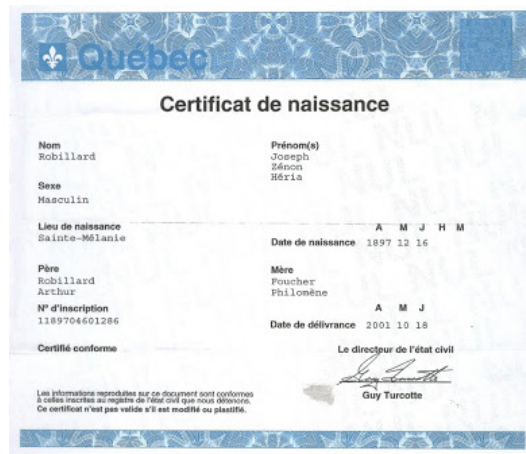 Québec
Certificat de naissance
Nom
Robillard
Prénom(s)
Joseph
Zénon
Héria
Sexe
Masculin
Lieu de naissance
Sainte-Mélanie
A M J H M
Date de naissance 1897 12 16
Père
Robillard
Arthur
Mère
Foucher
Philomène
N° d'inscription
1189704601286
A M J
Date de délivrance 2001 10 18
Certifié conforme
Le directeur de l'état civil
Guy Turcotte
Guy Turcotte
Les informations reproduites sur ce document sont conformes
à celles inscrites au registre de l'état civil que nous détenons.
Ce certificat n'est pas valide s'il est modifié ou plastifié.